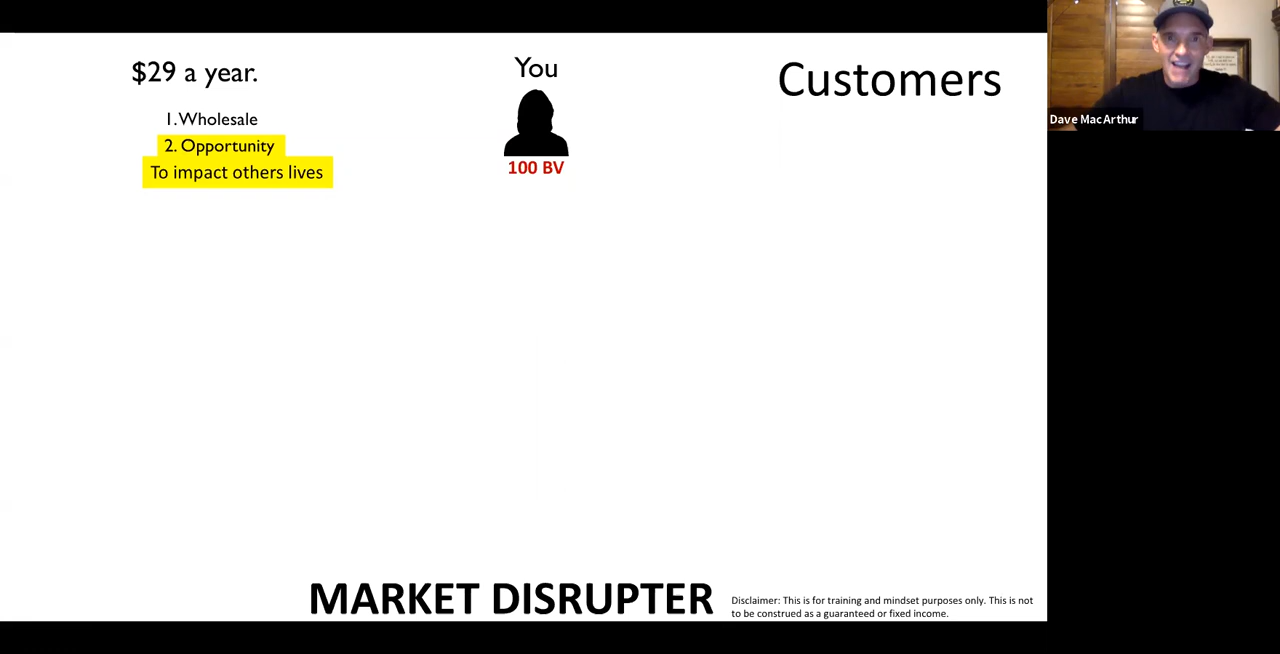 $29 a year.
1. Wholesale
2. Opportunity
To impact others lives
You
100 BV
Customers
Dave MacArthur
MARKET DISRUPTER
Disclaimer: This is for training and mindset purposes only. This is not
to be construed as a guaranteed or fixed income.